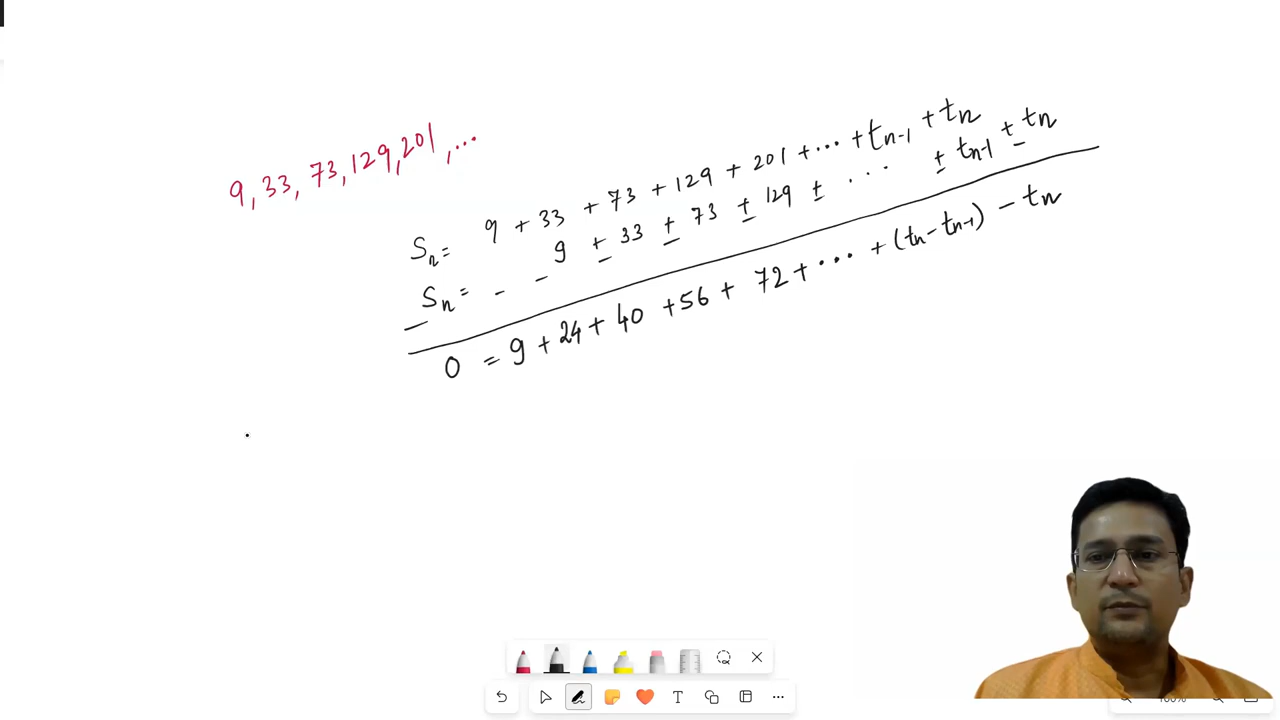 9, 33, 73, 129, 201, ...
Sn = 9 + 33 + 73 + 129 + 201 + ... + tn-1 + tn
Sn = 9 ± 33 ± 73 ± 129 ± ... ± tn-1 ± tn
0 = 9 + 24 + 40 + 56 + 72 + ... + (tn - tn-1) - tn
T
100%